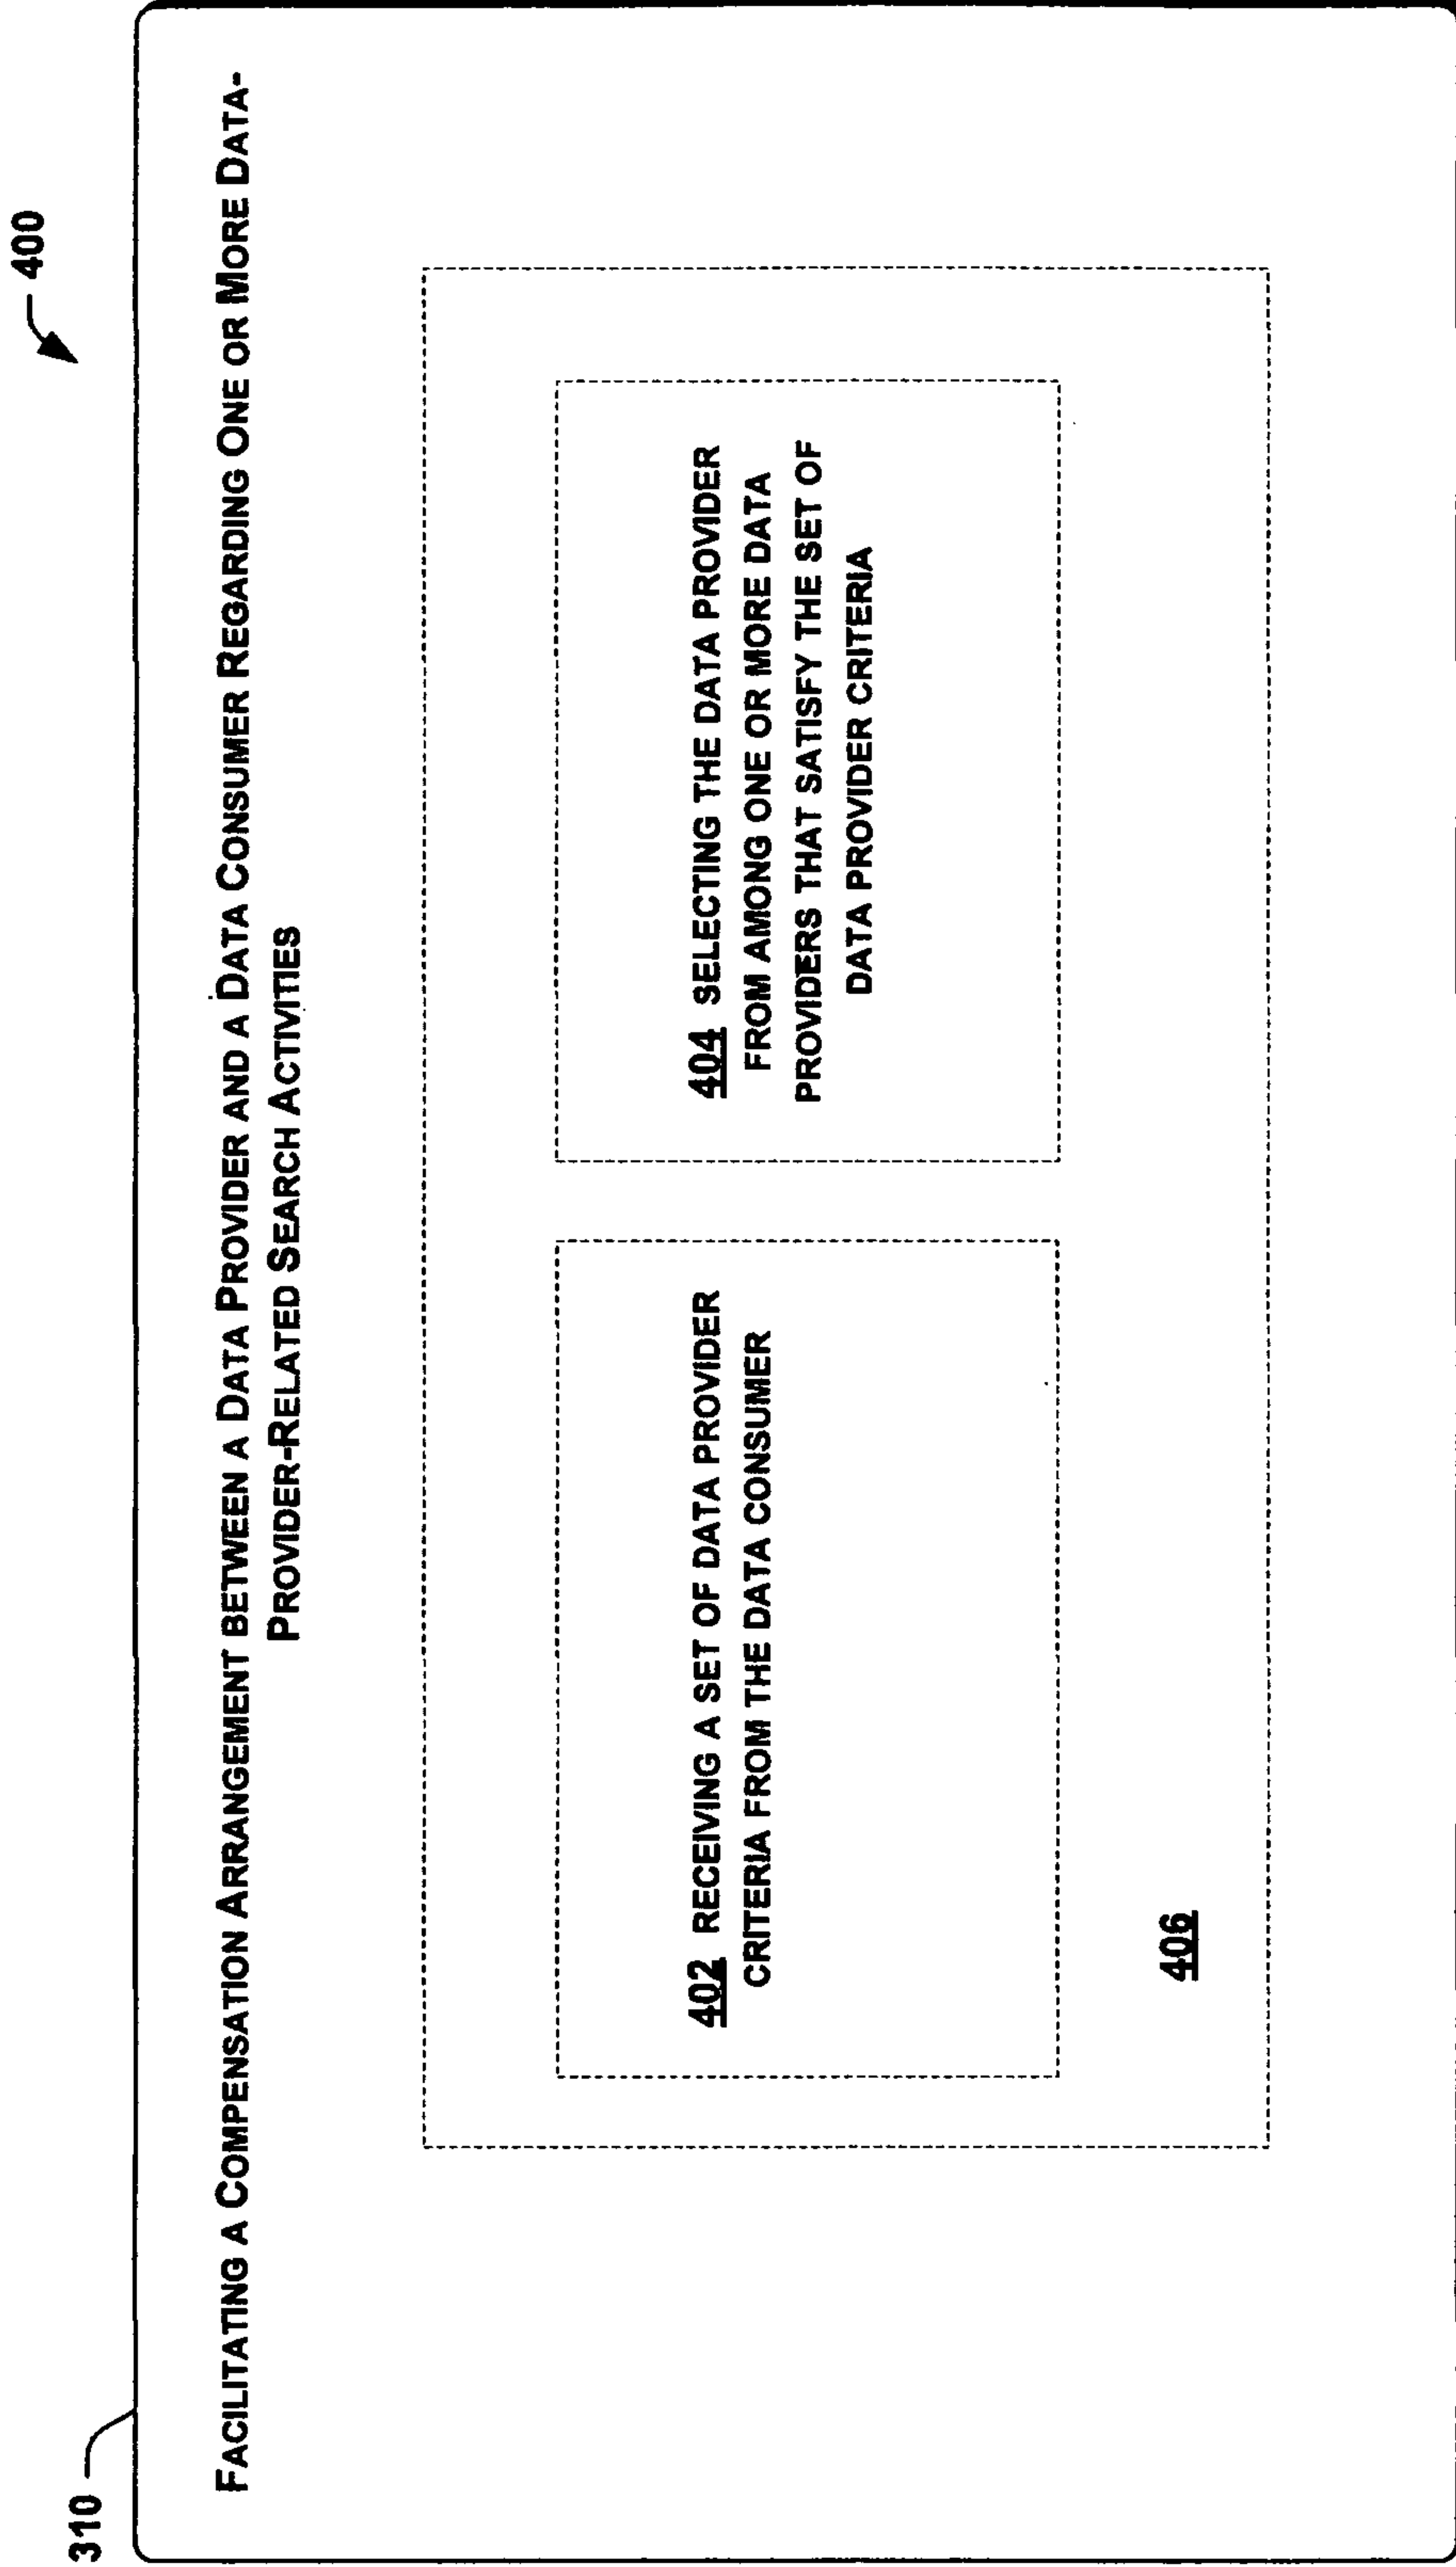 400
310
FACILITATING A COMPENSATION ARRANGEMENT BETWEEN A DATA PROVIDER AND A DATA CONSUMER REGARDING ONE OR MORE DATA-
PROVIDER-RELATED SEARCH ACTIVITIES
402 RECEIVING A SET OF DATA PROVIDER
CRITERIA FROM THE DATA CONSUMER
404 SELECTING THE DATA PROVIDER
FROM AMONG ONE OR MORE DATA
PROVIDERS THAT SATISFY THE SET OF
DATA PROVIDER CRITERIA
406